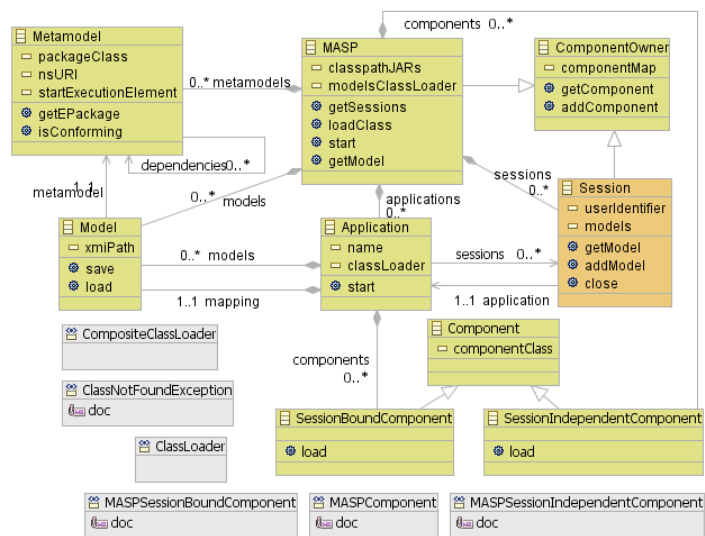 components 0..*
Metamodel
packageClass
nsURI
startExecutionElement
getEPackage
isConforming
0..* metamodels
MASP
classpathJARs
modelsClassLoader
getSessions
loadClass
start
getModel
ComponentOwner
componentMap
getComponent
addComponent
dependencies0..*
1..1
metamodel
0..* models
applications
0..*
sessions
0..*
Session
userIdentifier
models
getModel
addModel
close
Model
xmiPath
save
load
0..* models
1..1 mapping
Application
name
classLoader
start
sessions 0..*
1..1 application
CompositeClassLoader
Component
componentClass
components
0..*
ClassNotFoundException
doc
SessionBoundComponent
load
SessionIndependentComponent
load
ClassLoader
MASPSessionBoundComponent
doc
MASPComponent
doc
MASPSessionIndependentComponent
doc